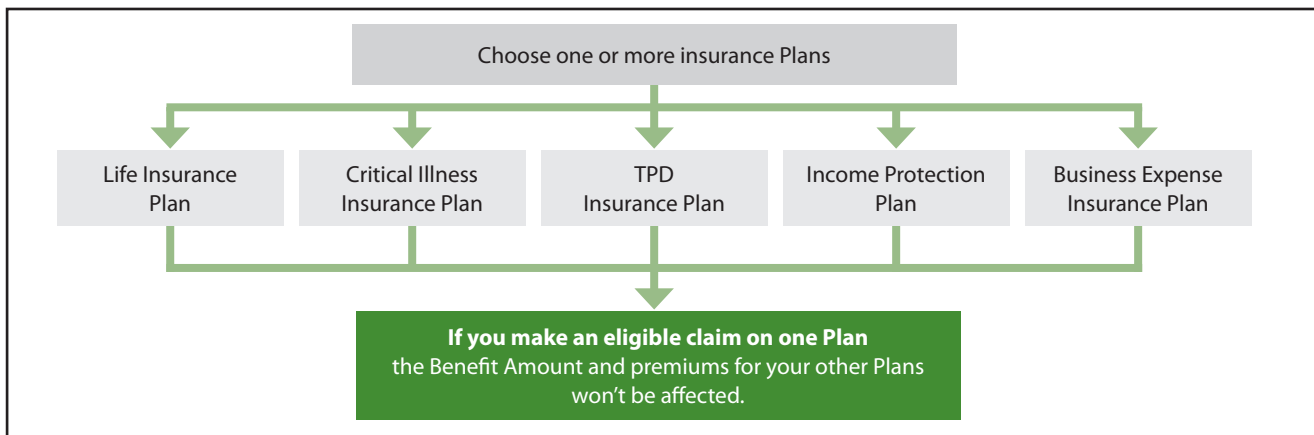 Choose one or more insurance Plans
Life Insurance
Plan
Critical Illness
Insurance Plan
TPD
Insurance Plan
Income Protection
Plan
Business Expense
Insurance Plan
If you make an eligible claim on one Plan
the Benefit Amount and premiums for your other Plans
won’t be affected.